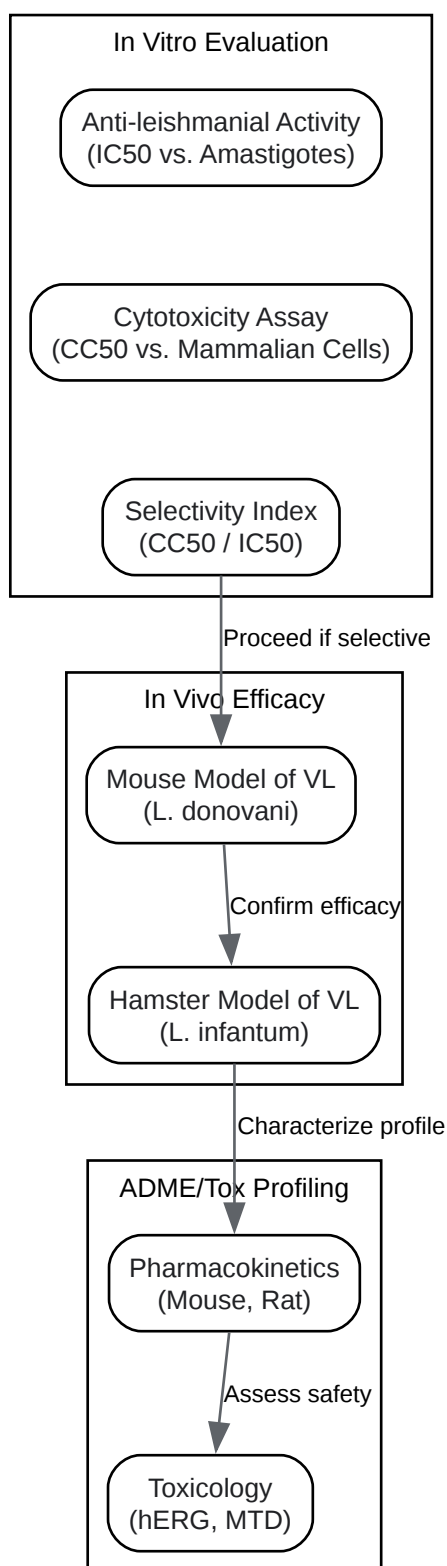 In Vitro Evaluation
Anti-leishmanial Activity
(IC50 vs. Amastigotes)
Cytotoxicity Assay
(CC50 vs. Mammalian Cells)
Selectivity Index
(CC50 / IC50)
Proceed if selective
In Vivo Efficacy
Mouse Model of VL
(L. donovani)
Confirm efficacy
Hamster Model of VL
(L. infantum)
Characterize profile
ADME/Tox Profiling
Pharmacokinetics
(Mouse, Rat)
Assess safety
Toxicology
(hERG, MTD)